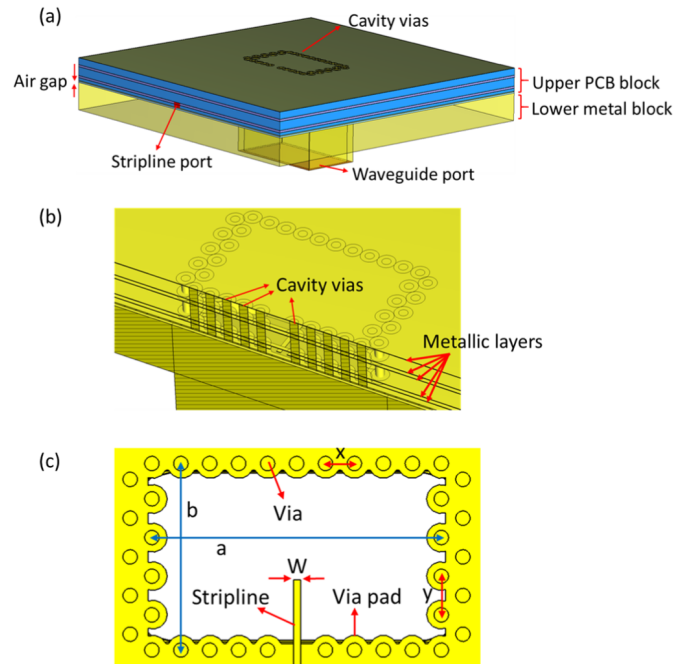 (a)
Cavity vias
Air gap
Upper PCB block
Lower metal block
Stripline port
Waveguide port
(b)
Cavity vias
Metallic layers
(c)
x
b
Via
a
W
Stripline
Via pad
y